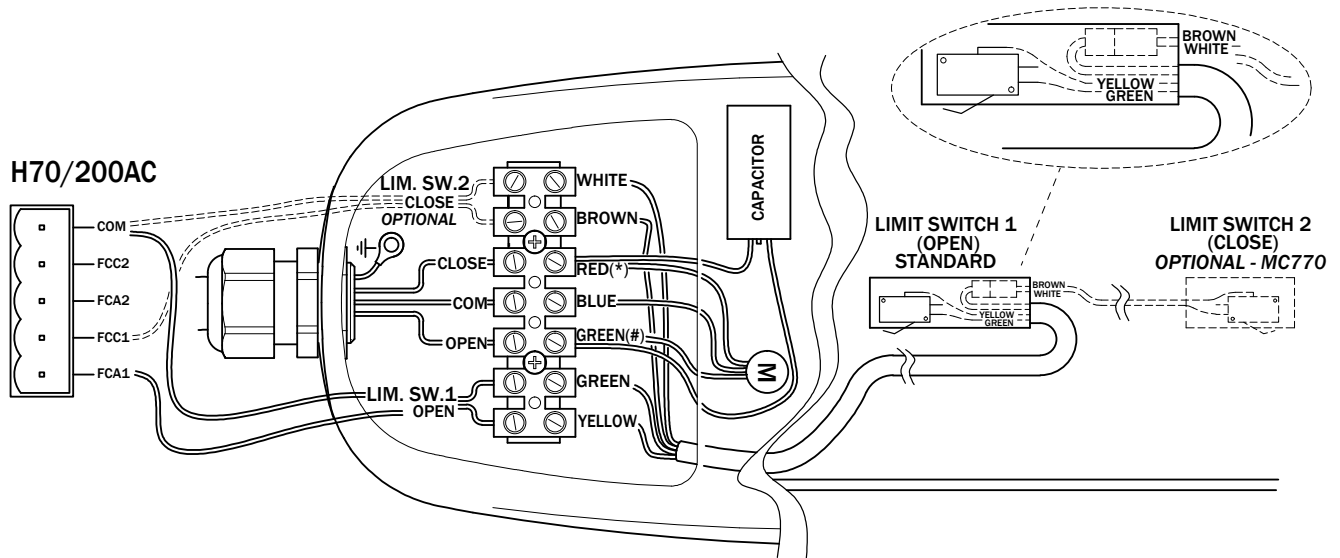 H70/200AC
COM
FCC2
FCA2
FCC1
FCA1
LIM. SW.2
CLOSE
OPTIONAL
CLOSE
COM
OPEN
LIM. SW.1
OPEN
WHITE
BROWN
RED(*)
BLUE
GREEN(#)
GREEN
YELLOW
CAPACITOR
M
BROWN
WHITE
YELLOW
GREEN
LIMIT SWITCH 1
(OPEN)
STANDARD
BROWN
WHITE
YELLOW
GREEN
LIMIT SWITCH 2
(CLOSE)
OPTIONAL - MC770